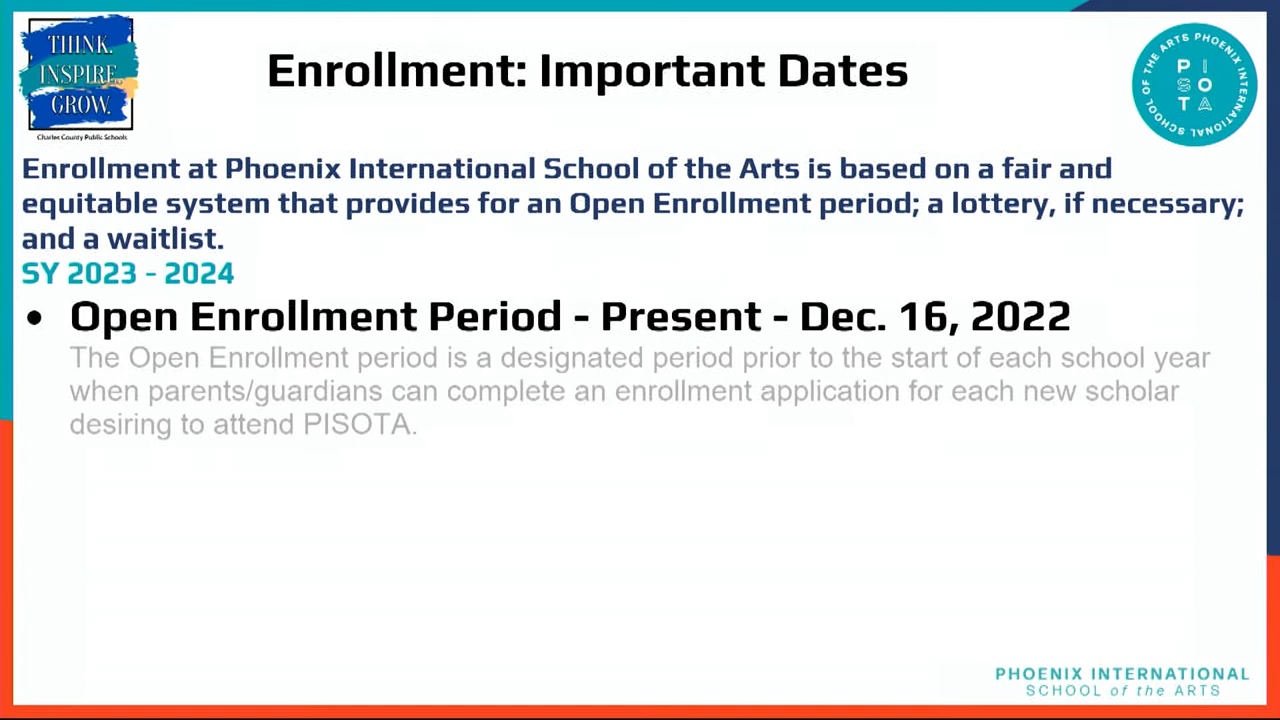 THINK.
INSPIRE.
GROW.
Charles County Public Schools
Enrollment: Important Dates
PHOENIX INTERNATIONAL SCHOOL OF THE ARTS
P I
S O
T A
Enrollment at Phoenix International School of the Arts is based on a fair and
equitable system that provides for an Open Enrollment period; a lottery, if necessary;
and a waitlist.
SY 2023 - 2024
• Open Enrollment Period - Present - Dec. 16, 2022
The Open Enrollment period is a designated period prior to the start of each school year
when parents/guardians can complete an enrollment application for each new scholar
desiring to attend PISOTA.
PHOENIX INTERNATIONAL
SCHOOL of the ARTS